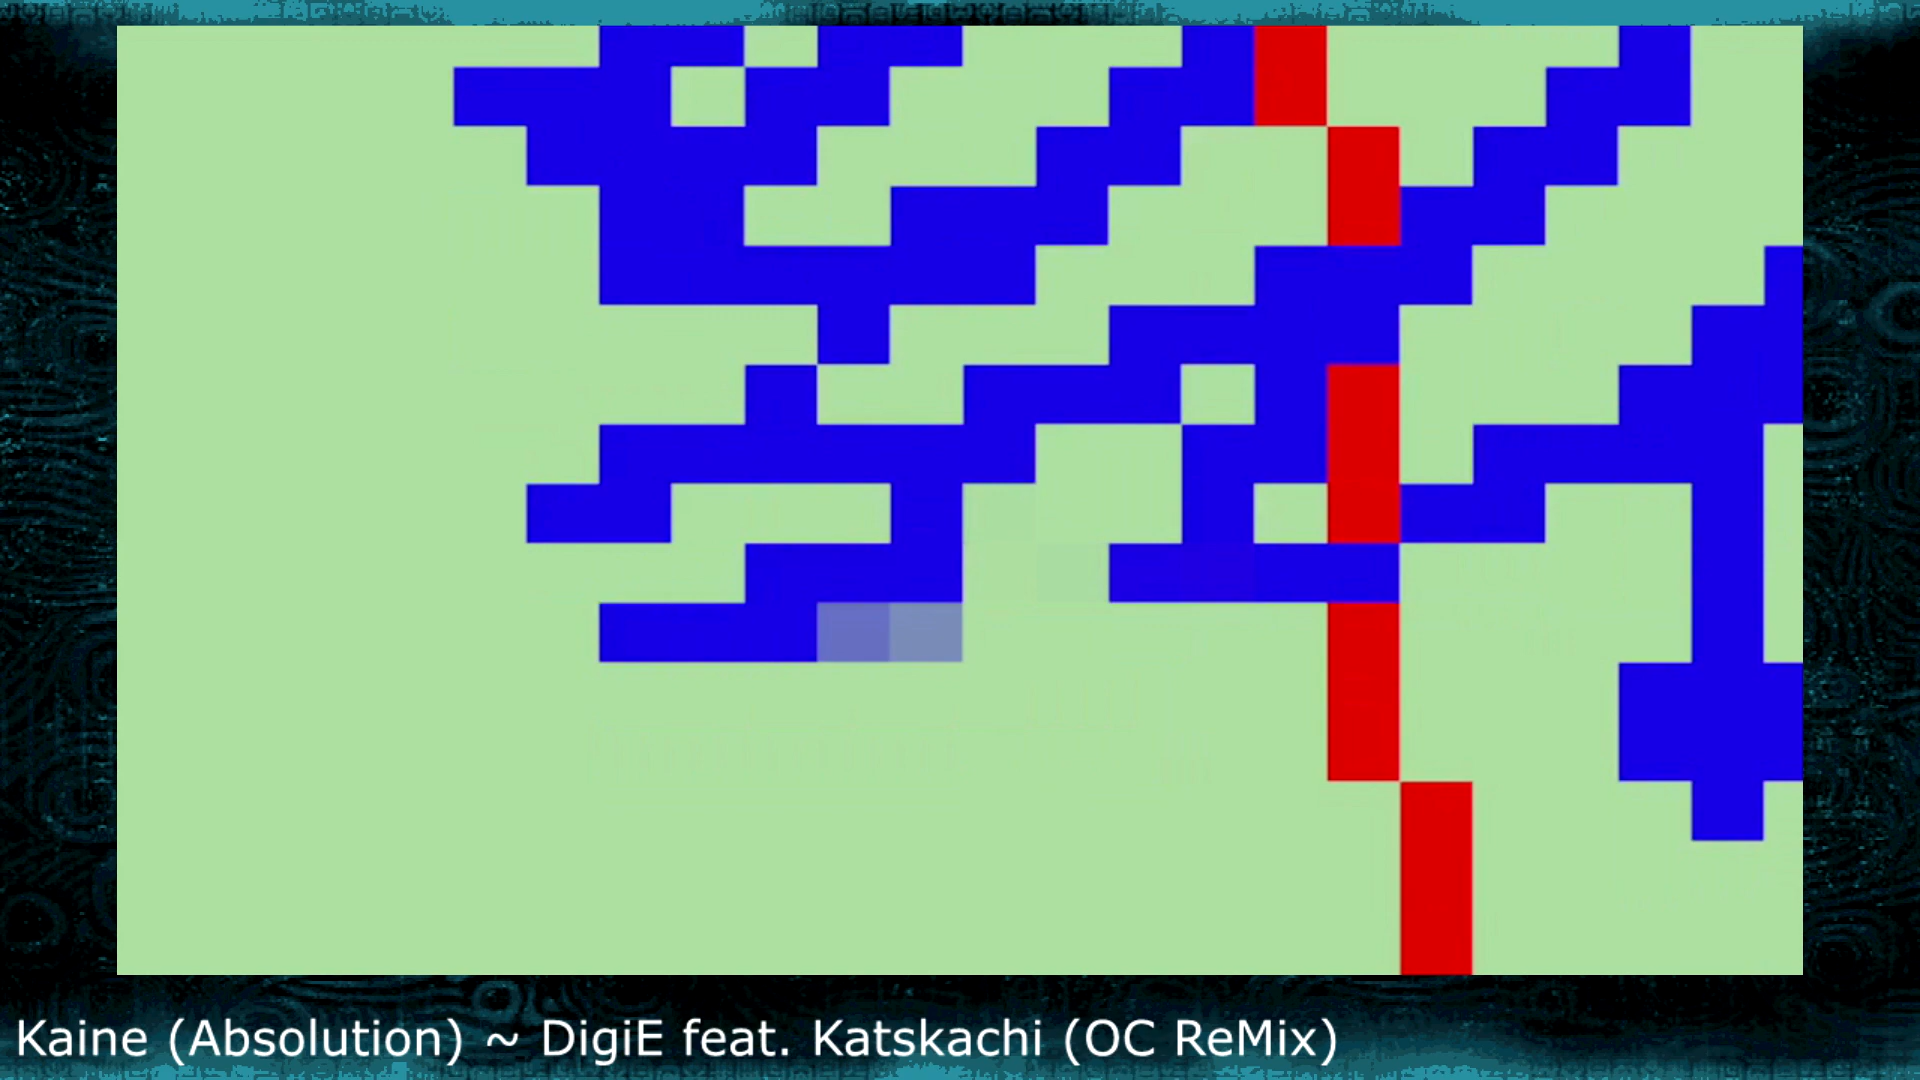 Kaine (Absolution) ~ DigiE feat. Katskachi (OC ReMix)